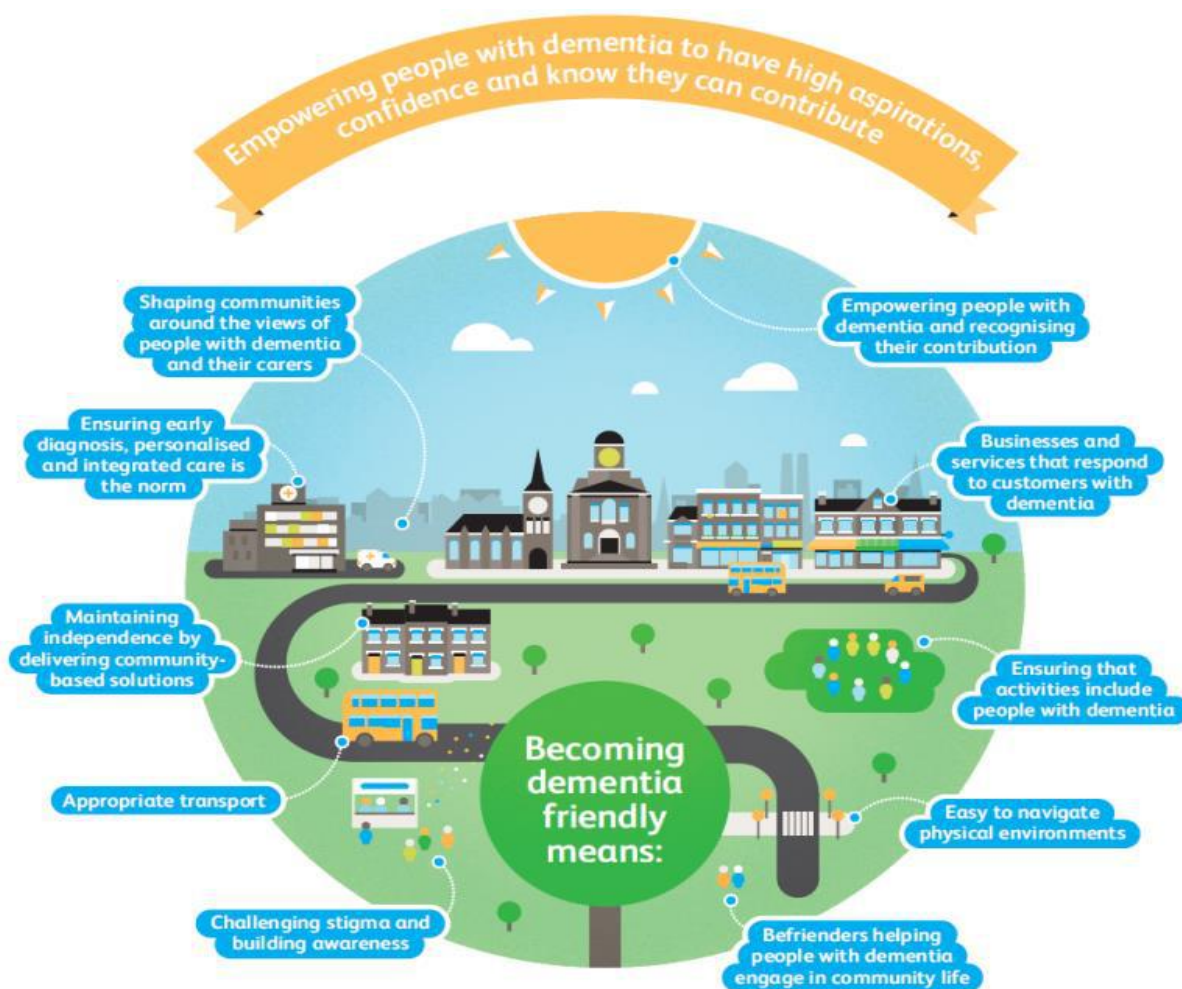 Empowering people with dementia to have high aspirations,
confidence and know they can contribute
Shaping communities
around the views of
people with dementia
and their carers
Empowering people with
dementia and recognising
their contribution
Ensuring early
diagnosis, personalised
and integrated care is
the norm
Businesses and
services that respond
to customers with
dementia
Maintaining
independence by
delivering community-
based solutions
Ensuring that
activities include
people with dementia
Becoming
dementia
friendly
means:
Appropriate transport
Easy to navigate
physical environments
Challenging stigma and
building awareness
Befrienders helping
people with dementia
engage in community life